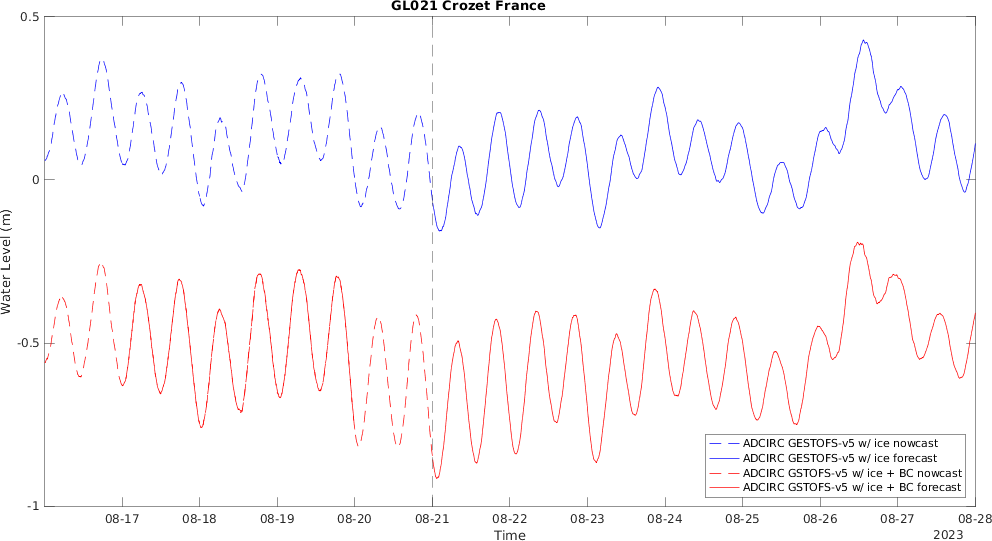 GL021 Crozet France
0.5
0
-0.5
-1
Water Level (m)
08-17 08-18 08-19 08-20 08-21 08-22 08-23 08-24 08-25 08-26 08-27 08-28
Time
2023
ADCIRC GESTOFS-v5 w/ ice nowcast
ADCIRC GESTOFS-v5 w/ ice forecast
ADCIRC GSTOFS-v5 w/ ice + BC nowcast
ADCIRC GSTOFS-v5 w/ ice + BC forecast